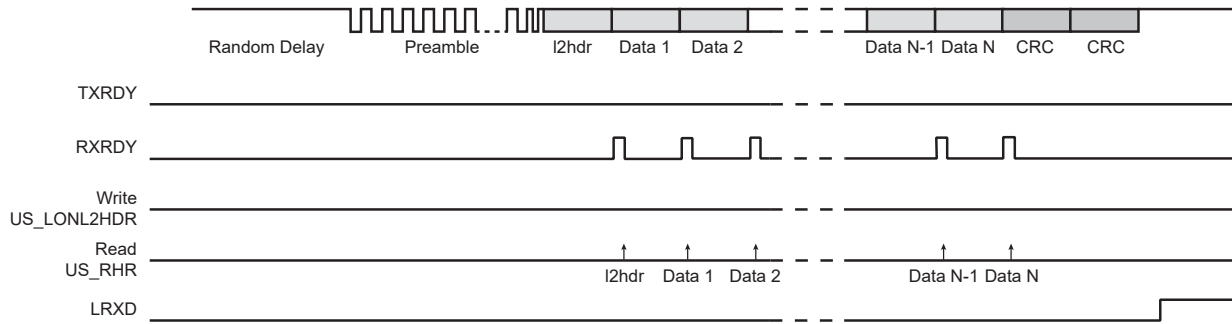 Random Delay Preamble l2hdr Data 1 Data 2 Data N-1 Data N CRC CRC
TXRDY
RXRDY
Write
US_LONL2HDR
Read
US_RHR
l2hdr Data 1 Data 2 Data N-1 Data N
LRXD